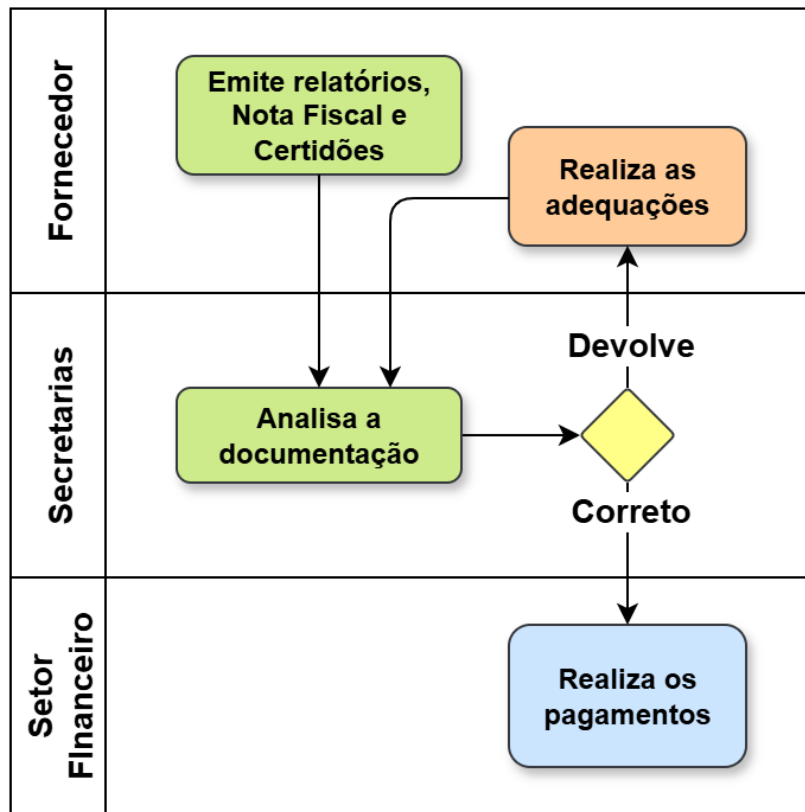 Fornecedor
Emite relatórios,
Nota Fiscal e
Certidões
Realiza as
adequações
Secretarias
Devolve
Analisa a
documentação
Correto
Setor
FInanceiro
Realiza os
pagamentos